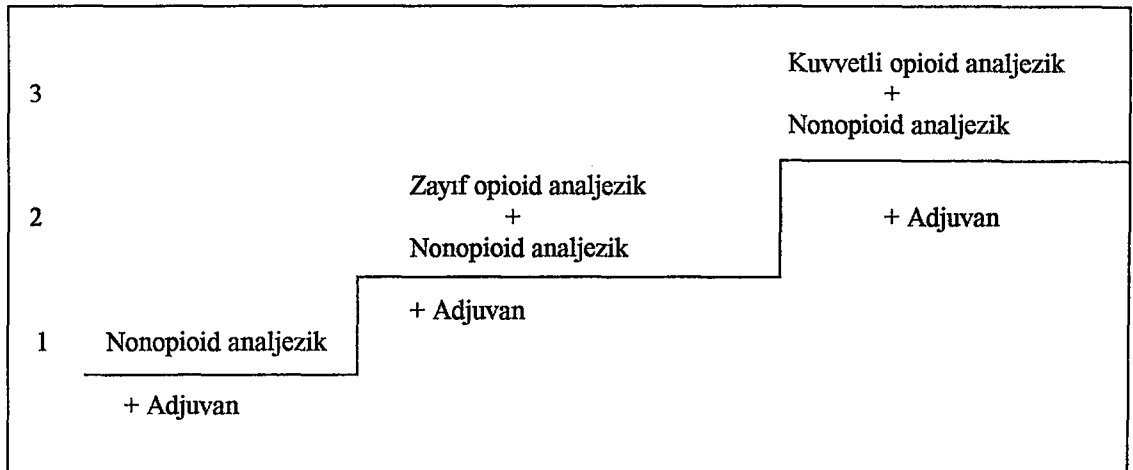 3
Kuvvetli opioid analjezik
+
Nonopioid analjezik
2
Zayıf opioid analjezik
+
Nonopioid analjezik
+ Adjuvan
+ Adjuvan
1 Nonopioid analjezik
+ Adjuvan